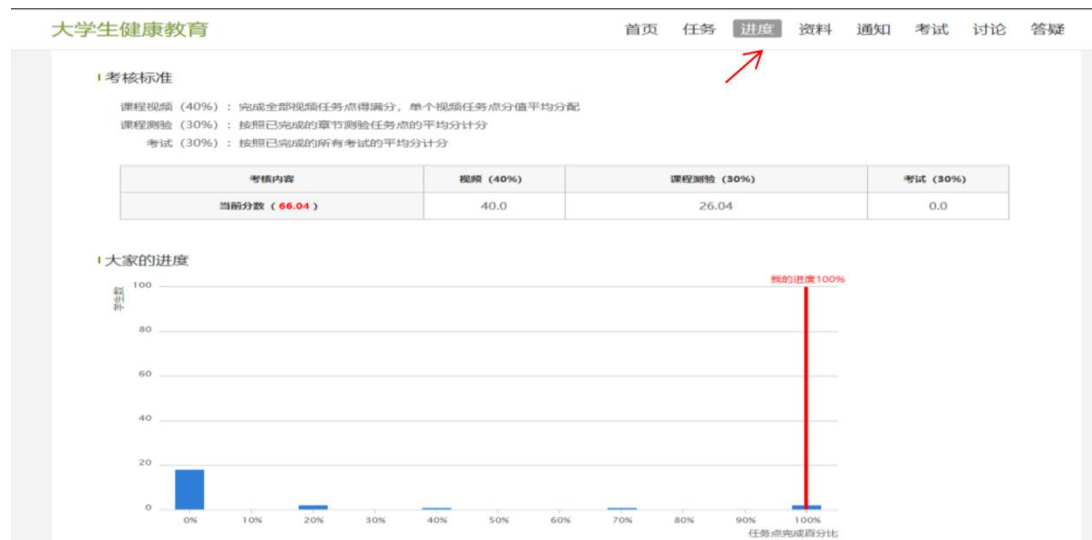 大学生健康教育 首页 任务 进度 资料 通知 考试 讨论 答疑
考核标准
课程视频（40%）：完成全部视频任务点得满分，单个视频任务点分值平均分配
课程测验（30%）：按照已完成的章节测验任务点的平均分计分
考试（30%）：按照已完成的所有考试的平均分计分
考核内容 视频（40%） 课程测验（30%） 考试（30%）
当前分数（66.04） 40.0 26.04 0.0
大家的进度
我的进度100%
学生数
100
80
60
40
20
0
0% 10% 20% 30% 40% 50% 60% 70% 80% 90% 100%
任务点完成百分比